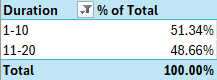 Duration % of Total
1-10 51.34%
11-20 48.66%
Total 100.00%